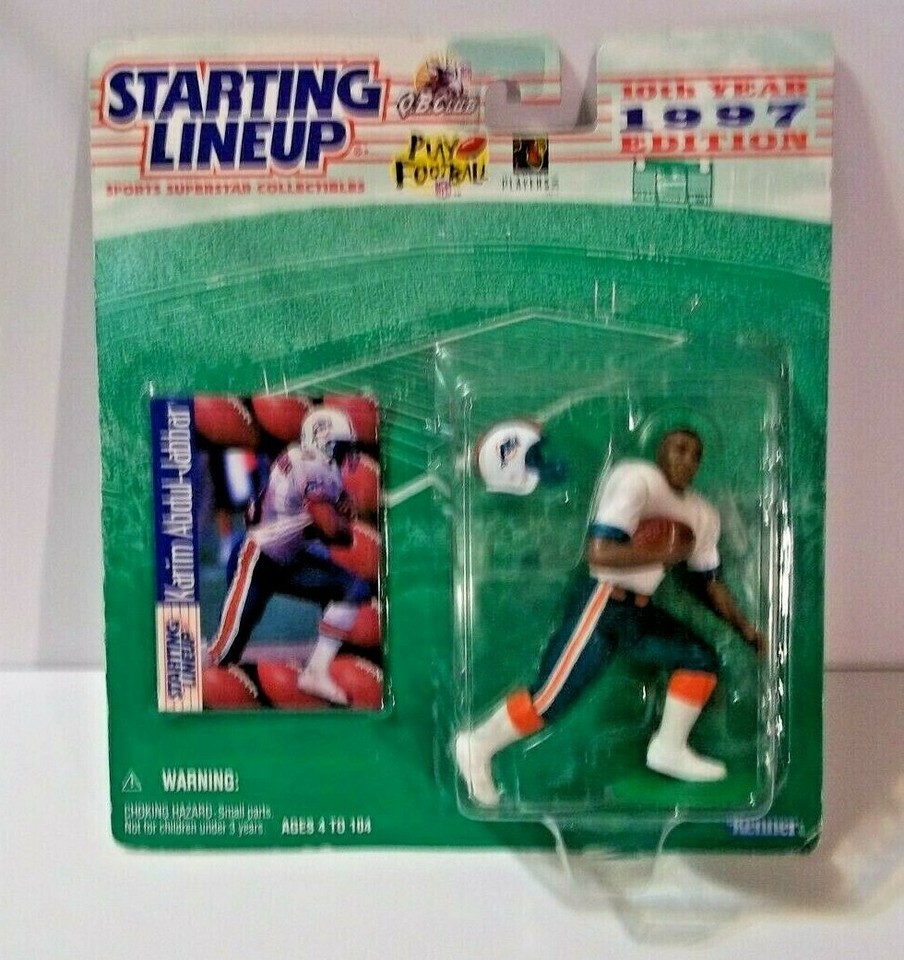 STARTING
LINEUP
SPORTS SUPERSTAR COLLECTIBLES
QB Club
PLAY
FOOTBALL
NFL
PLAYERS
10th YEAR
1997
EDITION
Karim Abdul-Jabbar
STARTING
LINEUP
WARNING:
CHOKING HAZARD-Small parts
Not for children under 3 years
AGES 4 TO 104
Kenner